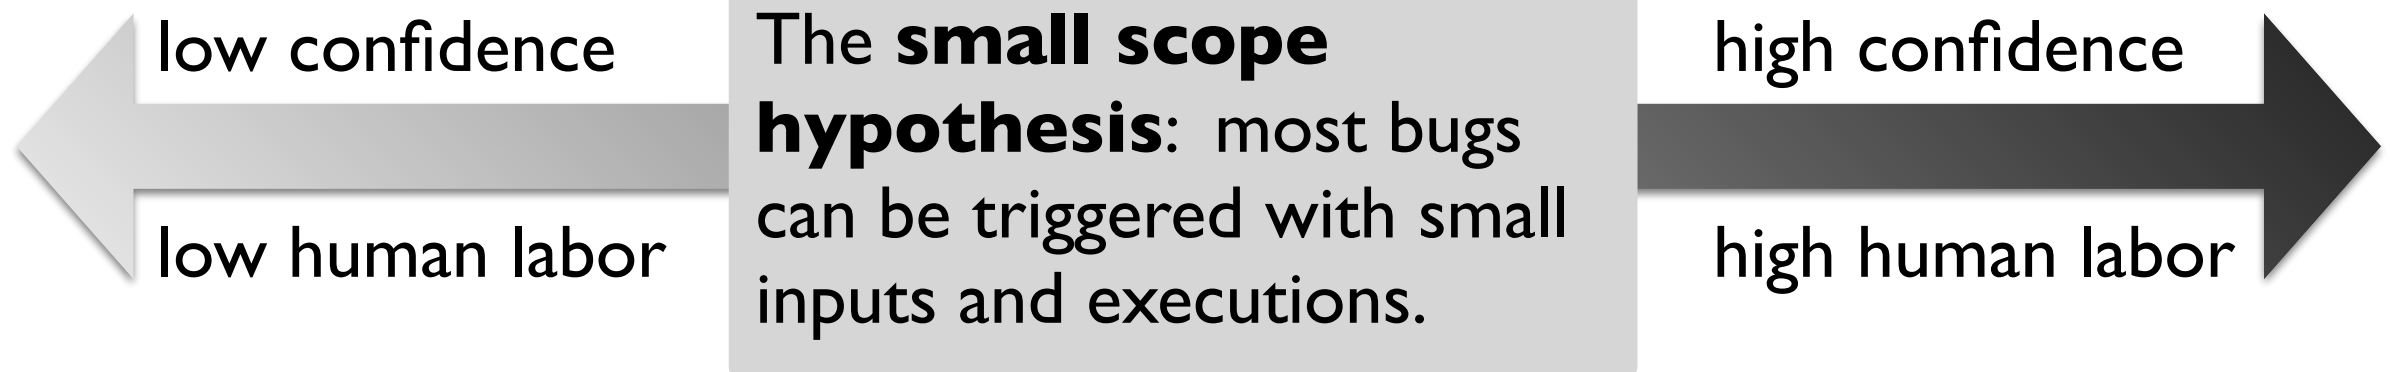 low confidence
low human labor
The small scope
hypothesis: most bugs
can be triggered with small
inputs and executions.
high confidence
high human labor